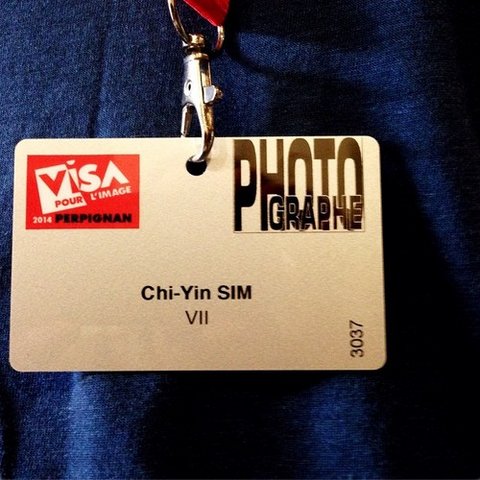 VISA
POUR L'IMAGE
2014 PERPIGNAN
PHOTO
GRAPHE
Chi-Yin SIM
VII
3037